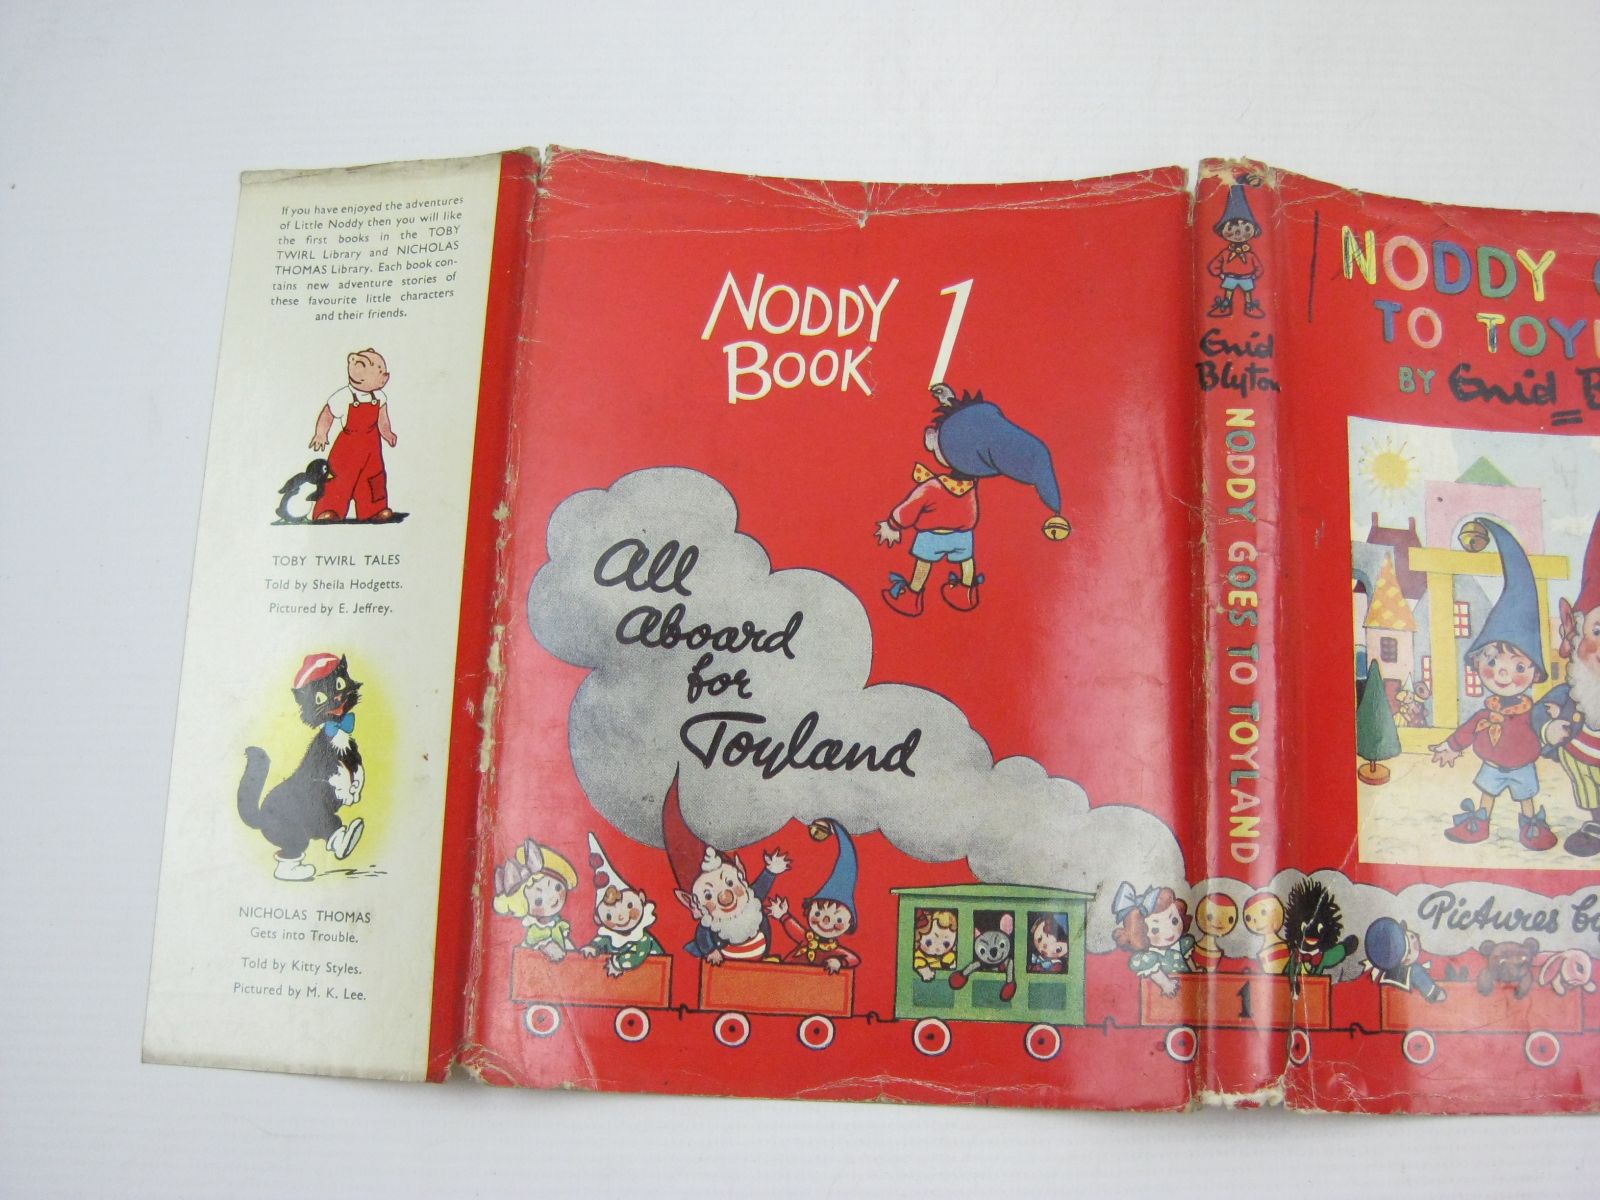 If you have enjoyed the adventures
of Little Noddy then you will like
the first books in the TOBY
TWIRL Library and NICHOLAS
THOMAS Library. Each book con-
tains new adventure stories of
these favourite little characters
and their friends.
TOBY TWIRL TALES
Told by Sheila Hodgetts.
Pictured by E. Jeffrey.
NICHOLAS THOMAS
Gets into Trouble.
Told by Kitty Styles.
Pictured by M. K. Lee.
NODDY
BOOK 1
All
Aboard
for
Toyland
Enid
Blyton
NODDY GOES TO TOYLAND
1
NODDY
TO
BY Enid
Pictures by